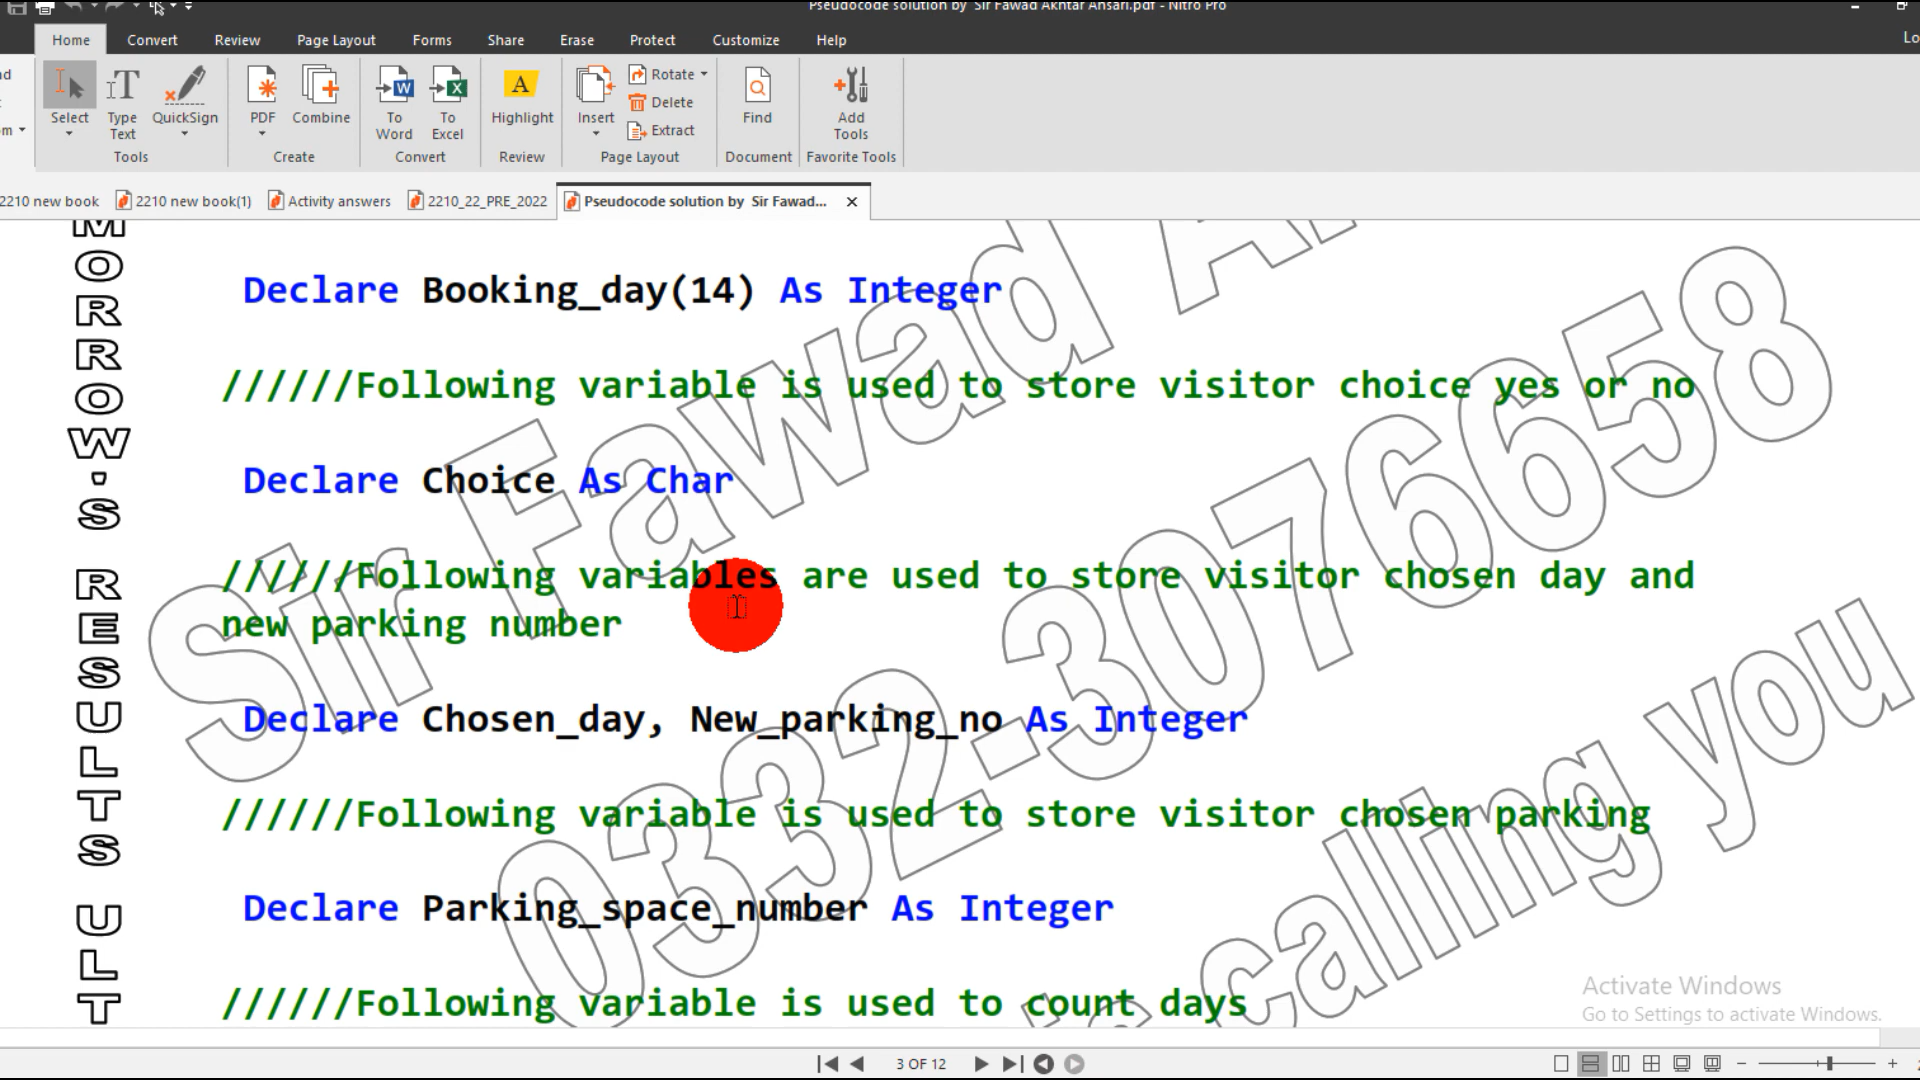 Pseudocode solution by Sir Fawad Akhtar Ansari.pdf - Nitro Pro
Home Convert Review Page Layout Forms Share Erase Protect Customize Help
Select Type Text QuickSign PDF Combine To Word To Excel Highlight Insert Rotate Delete Extract Find Add Tools
Tools Create Convert Review Page Layout Document Favorite Tools
2210 new book 2210 new book(1) Activity answers 2210_22_PRE_2022 Pseudocode solution by Sir Fawad...
Declare Booking_day(14) As Integer
//////Following variable is used to store visitor choice yes or no
Declare Choice As Char
//////Following variables are used to store visitor chosen day and
new parking number
Declare Chosen_day, New_parking_no As Integer
//////Following variable is used to store visitor chosen parking
Declare Parking_space_number As Integer
//////Following variable is used to count days
MORROW'S RESULTS ULT
Sir Fawad A
0332-3076658
calling you
Activate Windows
Go to Settings to activate Windows.
3 OF 12